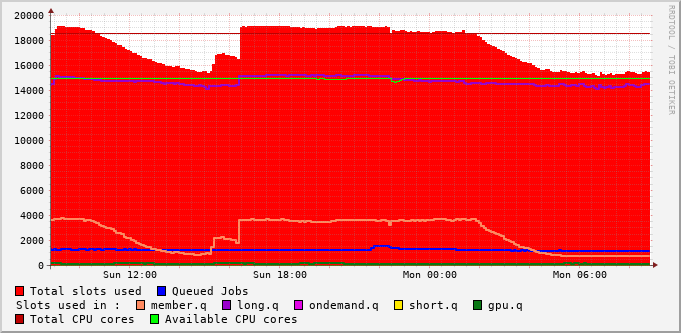 20000
18000
16000
14000
12000
10000
8000
6000
4000
2000
0
Sun 12:00 Sun 18:00 Mon 00:00 Mon 06:00
RRDTOOL / TOBI OETIKER
Total slots used Queued Jobs
Slots used in : member.q long.q ondemand.q short.q gpu.q
Total CPU cores Available CPU cores